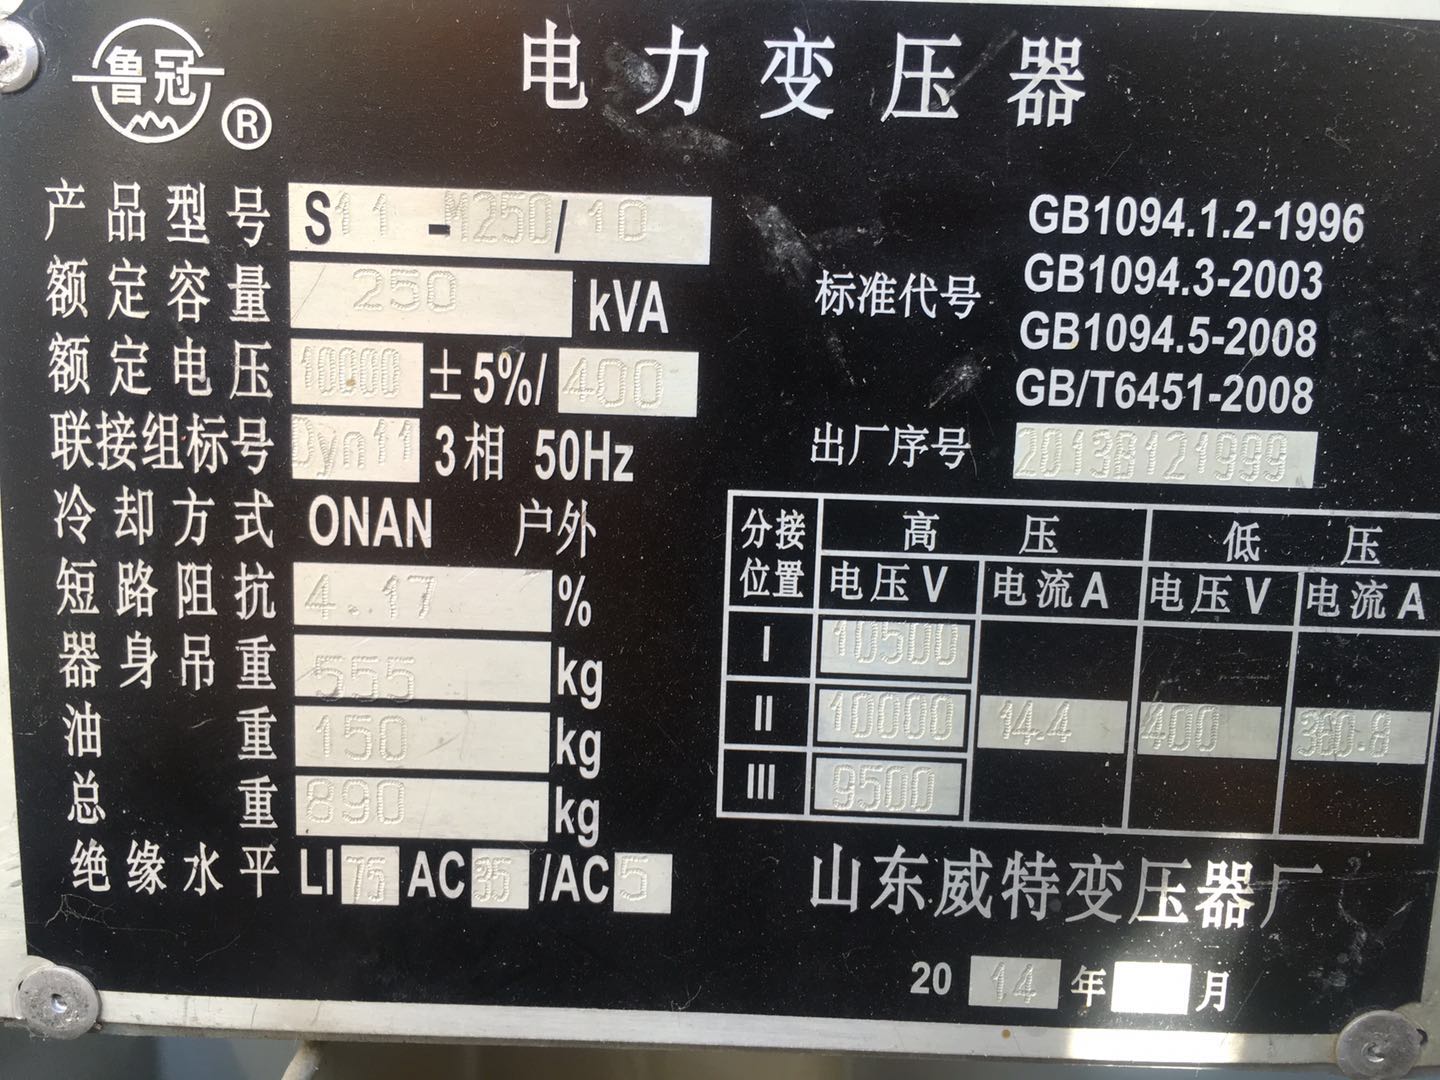 鲁冠
®
电力变压器
产品型号 S11-M250/10
额定容量 250 kVA
额定电压 10000 ±5%/ 400
联接组标号 Dyn11 3相 50Hz
冷却方式 ONAN 户外
短路阻抗 4.17 %
器身吊重 555 kg
油重 150 kg
总重 890 kg
绝缘水平 LI 75 AC 35 /AC 5
标准代号
GB1094.1.2-1996
GB1094.3-2003
GB1094.5-2008
GB/T6451-2008
出厂序号 2013B121999
分接位置 高压 低压
电压V 电流A 电压V 电流A
I 10500
II 10000 14.4 400 360.8
III 9500
山东威特变压器厂
20 14 年 月